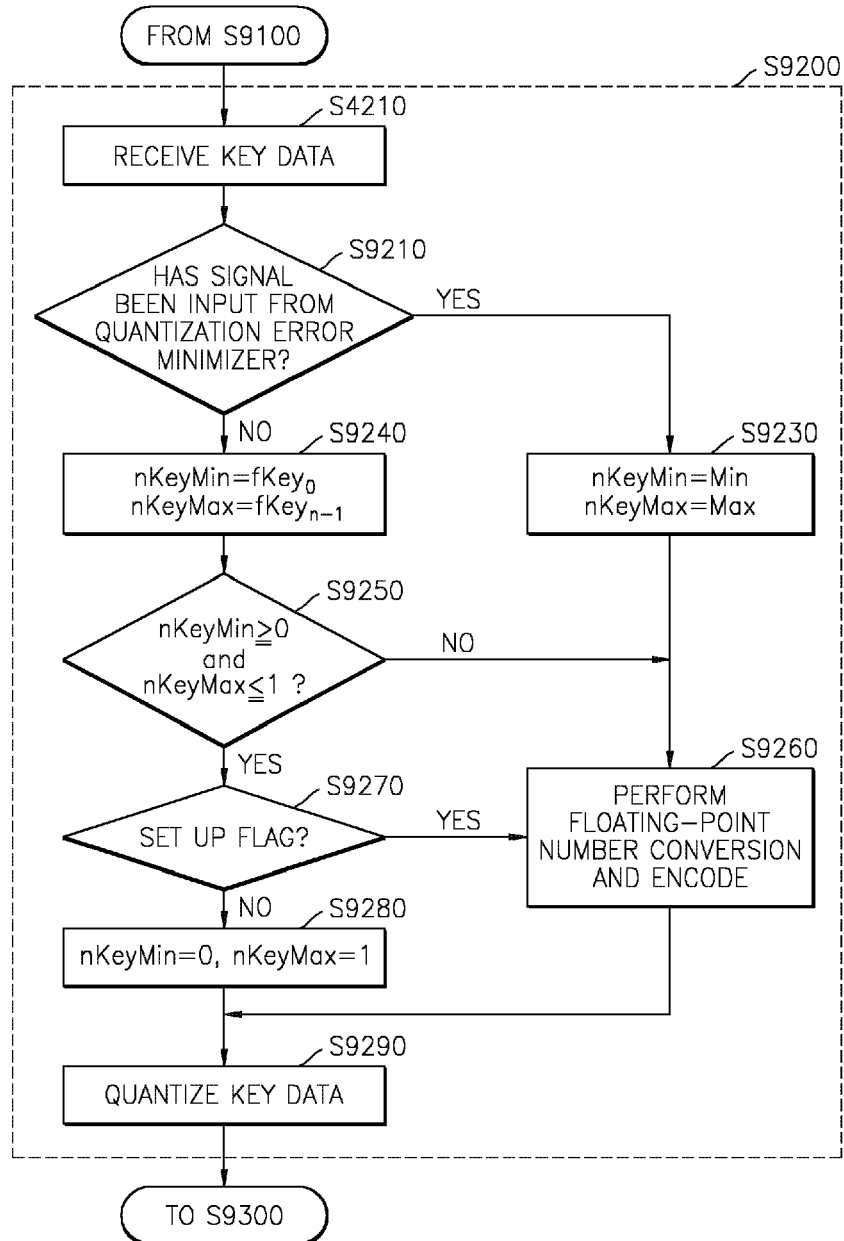 FROM S9100
S9200
S4210
RECEIVE KEY DATA
S9210
HAS SIGNAL
BEEN INPUT FROM
QUANTIZATION ERROR
MINIMIZER?
YES
NO
S9240
nKeyMin=fKey₀
nKeyMax=fKeyₙ₋₁
S9230
nKeyMin=Min
nKeyMax=Max
S9250
nKeyMin≧0
and
nKeyMax≦1 ?
NO
YES
S9260
PERFORM
FLOATING-POINT
NUMBER CONVERSION
AND ENCODE
S9270
SET UP FLAG?
YES
NO
S9280
nKeyMin=0, nKeyMax=1
S9290
QUANTIZE KEY DATA
TO S9300